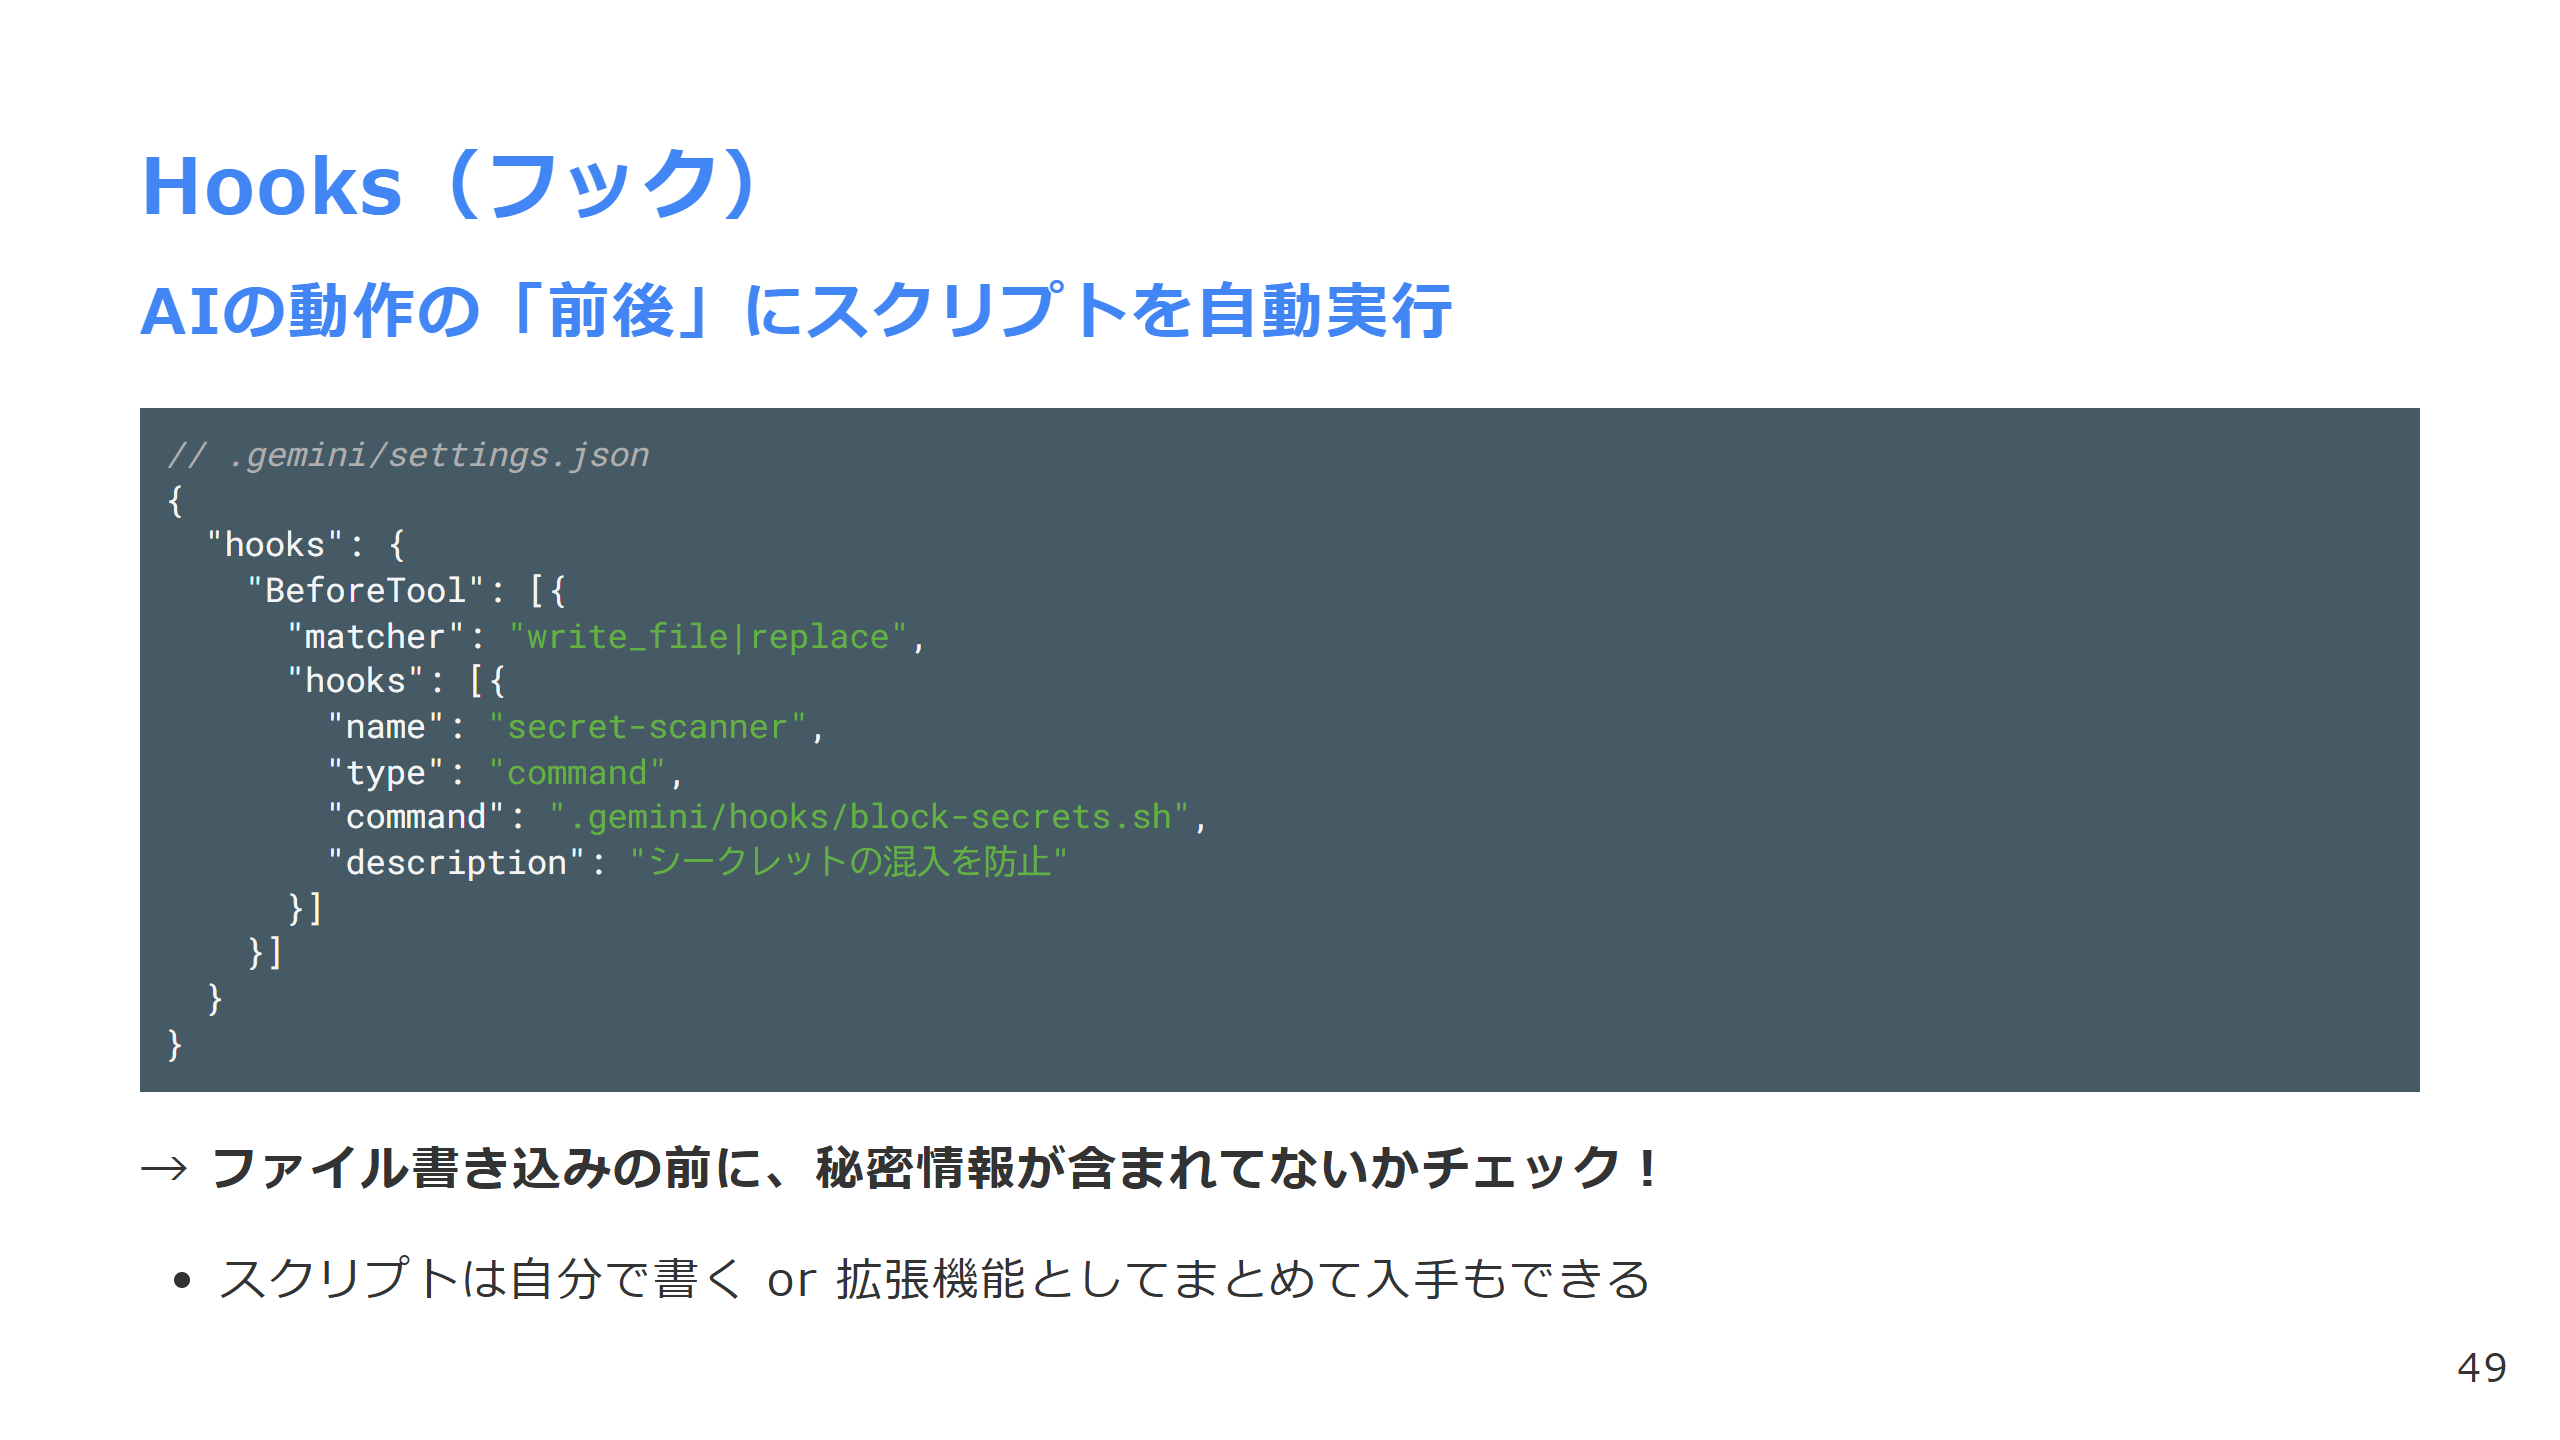 Hooks（フック）
AIの動作の「前後」にスクリプトを自動実行
// .gemini/settings.json
{
  "hooks": {
    "BeforeTool": [{
      "matcher": "write_file|replace",
      "hooks": [{
        "name": "secret-scanner",
        "type": "command",
        "command": ".gemini/hooks/block-secrets.sh",
        "description": "シークレットの混入を防止"
      }]
    }]
  }
}
→ ファイル書き込みの前に、秘密情報が含まれてないかチェック！
• スクリプトは自分で書く or 拡張機能としてまとめて入手もできる
49